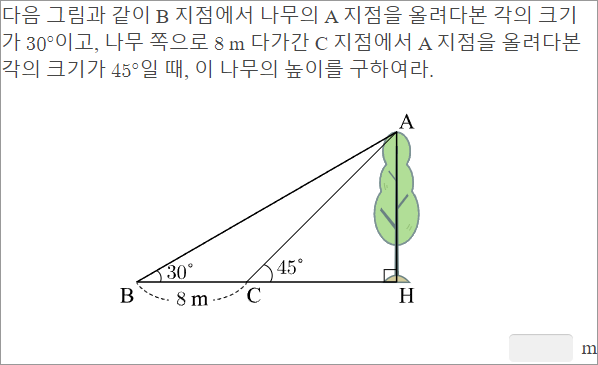 다음 그림과 같이 B 지점에서 나무의 A 지점을 올려다본 각의 크기
가 30°이고, 나무 쪽으로 8 m 다가간 C 지점에서 A 지점을 올려다본
각의 크기가 45°일 때, 이 나무의 높이를 구하여라.
A
30°
45°
B
8 m
C
H
m